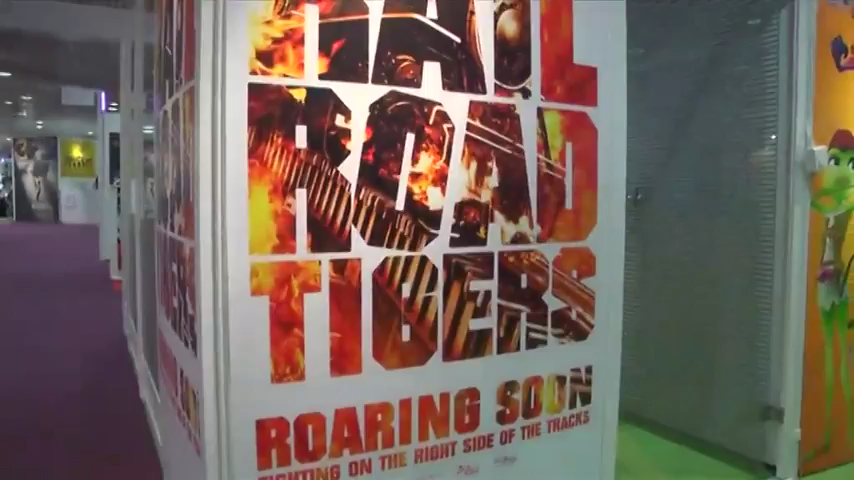 RAIL
ROAD
TIGERS
ROARING SOON
FIGHTING ON THE RIGHT SIDE OF THE TRACKS